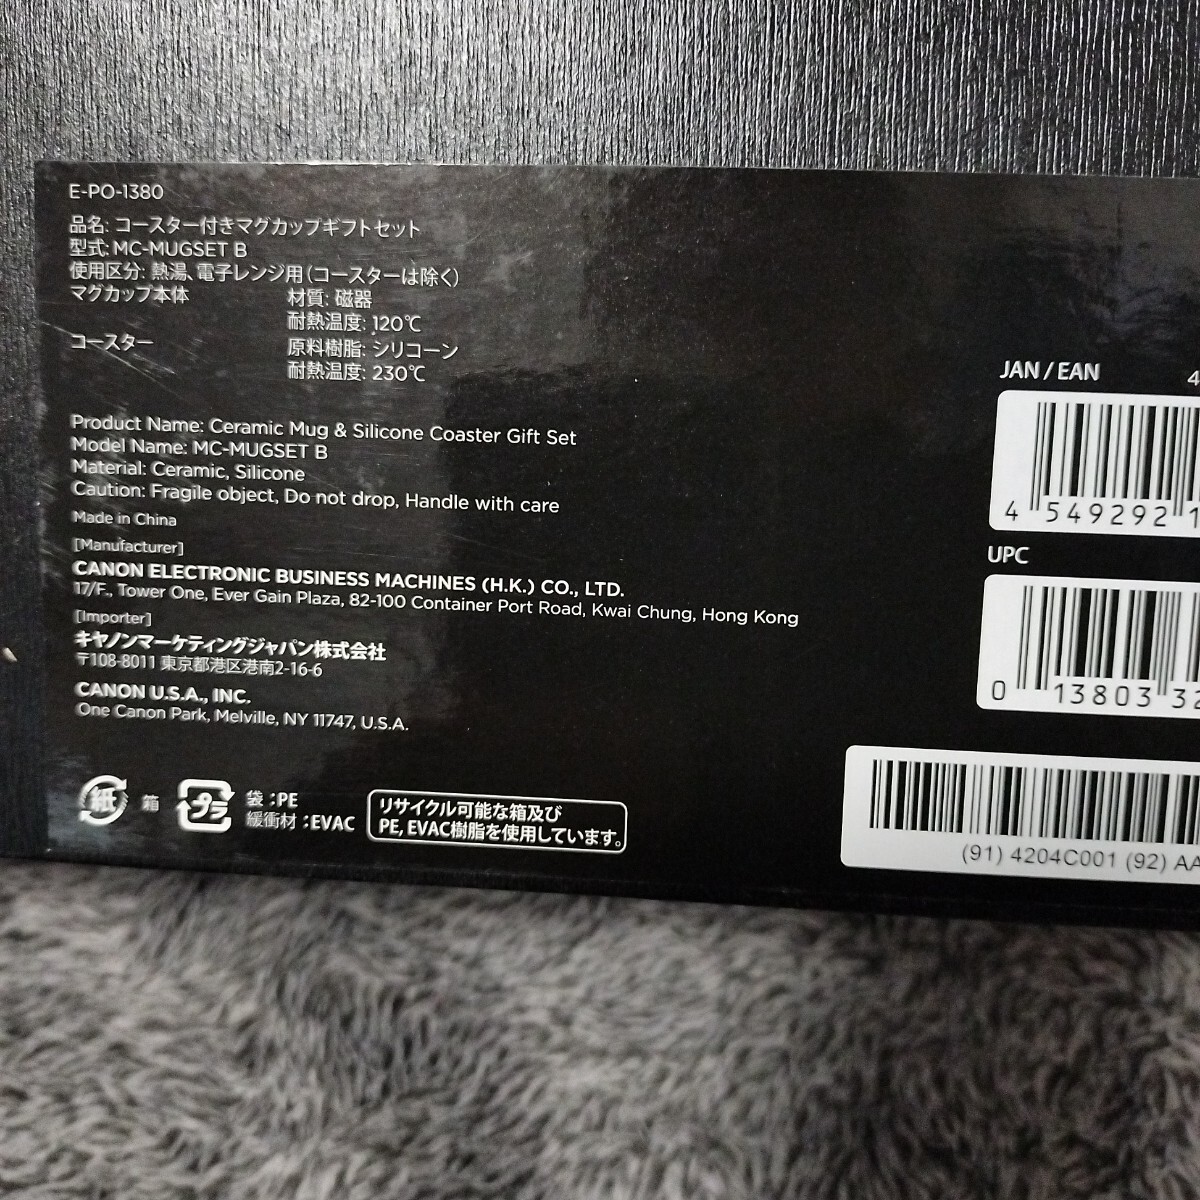 E-PO-1380
品名: コースター付きマグカップギフトセット
型式: MC-MUGSET B
使用区分: 熱湯、電子レンジ用(コースターは除く)
マグカップ本体 材質: 磁器
耐熱温度: 120℃
コースター 原料樹脂: シリコーン
耐熱温度: 230℃
Product Name: Ceramic Mug & Silicone Coaster Gift Set
Model Name: MC-MUGSET B
Material: Ceramic, Silicone
Caution: Fragile object, Do not drop, Handle with care
Made in China
[Manufacturer]
CANON ELECTRONIC BUSINESS MACHINES (H.K.) CO., LTD.
17/F., Tower One, Ever Gain Plaza, 82-100 Container Port Road, Kwai Chung, Hong Kong
[Importer]
キヤノンマーケティングジャパン株式会社
〒108-8011 東京都港区港南2-16-6
CANON U.S.A., INC.
One Canon Park, Melville, NY 11747, U.S.A.
紙 箱
プラ 袋:PE
緩衝材:EVAC
リサイクル可能な箱及び
PE, EVAC樹脂を使用しています。
JAN / EAN 4
4 549292 1
UPC
0 13803 32
(91) 4204C001 (92) AA